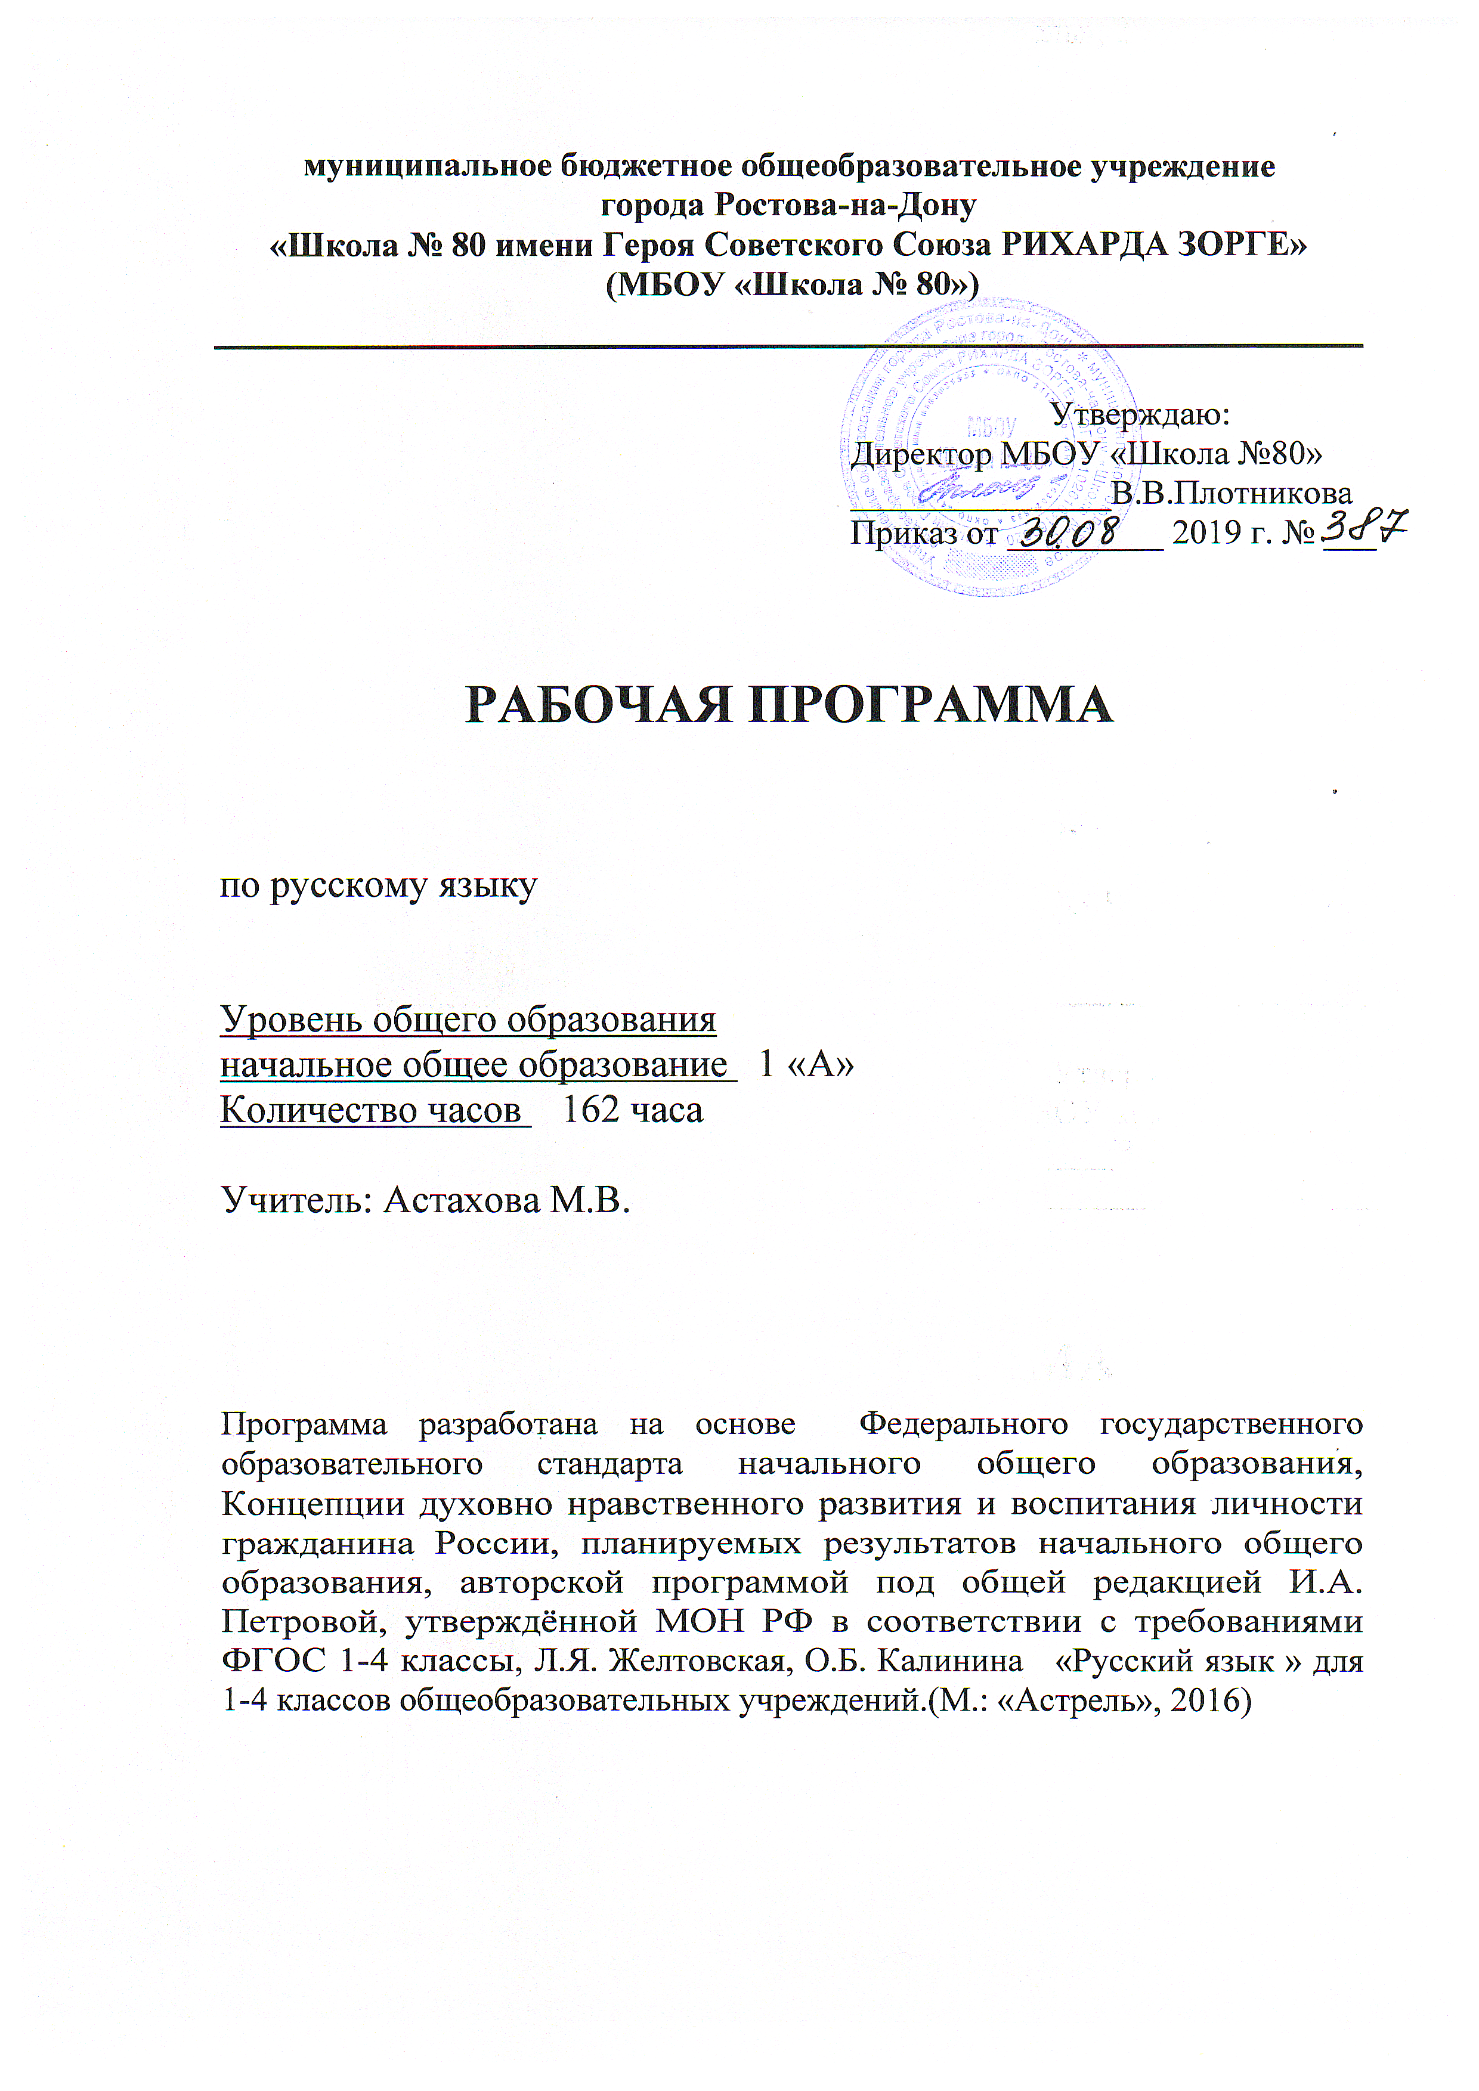 муниципальное бюджетное общеобразовательное учреждение
города Ростова-на-Дону
«Школа № 80 имени Героя Советского Союза РИХАРДА ЗОРГЕ»
(МБОУ «Школа № 80»)
Утверждаю:
Директор МБОУ «Школа №80»
В.В.Плотникова
Приказ от 30.08 2019 г. № 387
МБОУ
РАБОЧАЯ ПРОГРАММА
по русскому языку
Уровень общего образования
начальное общее образование 1 «А»
Количество часов 162 часа
Учитель: Астахова М.В.
Программа разработана на основе Федерального государственного
образовательного стандарта начального общего образования,
Концепции духовно нравственного развития и воспитания личности
гражданина России, планируемых результатов начального общего
образования, авторской программой под общей редакцией И.А.
Петровой, утверждённой МОН РФ в соответствии с требованиями
ФГОС 1-4 классы, Л.Я. Желтовская, О.Б. Калинина «Русский язык » для
1-4 классов общеобразовательных учреждений.(М.: «Астрель», 2016)